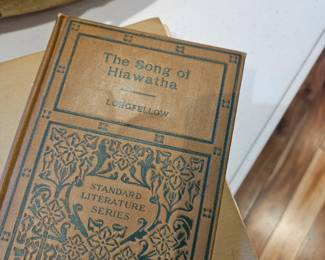 The Song of
Hiawatha
LONGFELLOW
STANDARD
LITERATURE
SERIES